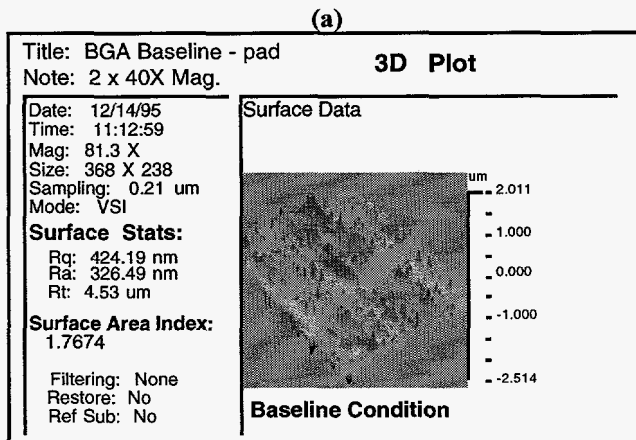 (a)
Title: BGA Baseline - pad
Note: 2 x 40X Mag.
3D Plot
Date: 12/14/95
Time: 11:12:59
Mag: 81.3 X
Size: 368 X 238
Sampling: 0.21 um
Mode: VSI
Surface Stats:
Rq: 424.19 nm
Ra: 326.49 nm
Rt: 4.53 um
Surface Area Index:
1.7674
Filtering: None
Restore: No
Ref Sub: No
Surface Data
um
2.011
1.000
0.000
-1.000
-2.514
Baseline Condition